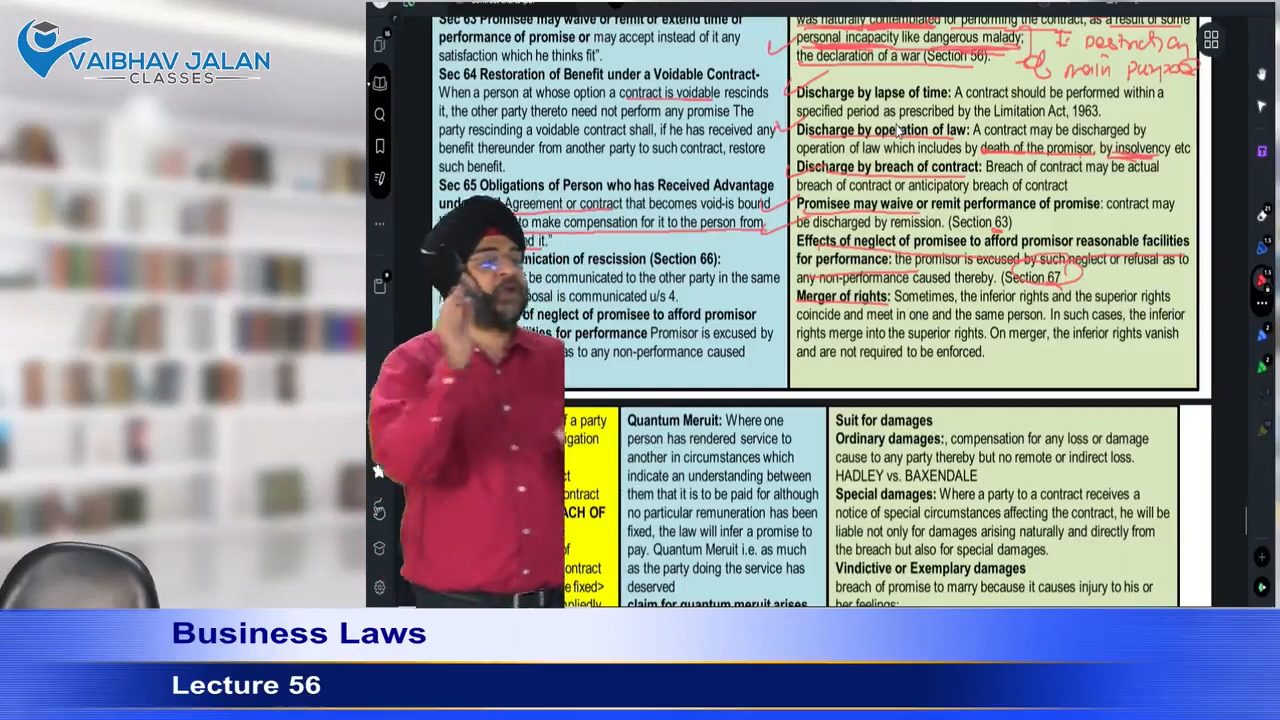 VAIBHAV JALAN
CLASSES
Sec 63 Promisee may waive or remit or extend time or
performance of promise or may accept instead of it any
satisfaction which he thinks fit”.
Sec 64 Restoration of Benefit under a Voidable Contract-
When a person at whose option a contract is voidable rescinds
it, the other party thereto need not perform any promise The
party rescinding a voidable contract shall, if he has received any
benefit thereunder from another party to such contract, restore
such benefit.
Sec 65 Obligations of Person who has Received Advantage
Agreement or contract that becomes void-is bound
to make compensation for it to the person from
it.”
of rescission (Section 66):
be communicated to the other party in the same
is communicated u/s 4.
of neglect of promisee to afford promisor
for performance Promisor is excused by
as to any non-performance caused
was naturally contemplated for performing the contract, as a result of some
personal incapacity like dangerous malady;
the declaration of a war (Section 56).
main purpose
Discharge by lapse of time: A contract should be performed within a
specified period as prescribed by the Limitation Act, 1963.
Discharge by operation of law: A contract may be discharged by
operation of law which includes by death of the promisor, by insolvency etc
Discharge by breach of contract: Breach of contract may be actual
breach of contract or anticipatory breach of contract
Promisee may waive or remit performance of promise: contract may
be discharged by remission. (Section 63)
Effects of neglect of promisee to afford promisor reasonable facilities
for performance: the promisor is excused by such neglect or refusal as to
any non-performance caused thereby. (Section 67
Merger of rights: Sometimes, the inferior rights and the superior rights
coincide and meet in one and the same person. In such cases, the inferior
rights merge into the superior rights. On merger, the inferior rights vanish
and are not required to be enforced.
f a party
Quantum Meruit: Where one
person has rendered service to
another in circumstances which
indicate an understanding between
them that it is to be paid for although
no particular remuneration has been
fixed, the law will infer a promise to
pay. Quantum Meruit i.e. as much
as the party doing the service has
deserved
claim for quantum meruit arises
Suit for damages
Ordinary damages:, compensation for any loss or damage
cause to any party thereby but no remote or indirect loss.
HADLEY vs. BAXENDALE
Special damages: Where a party to a contract receives a
notice of special circumstances affecting the contract, he will be
liable not only for damages arising naturally and directly from
the breach but also for special damages.
Vindictive or Exemplary damages
breach of promise to marry because it causes injury to his or
her feelings;
Business Laws
Lecture 56